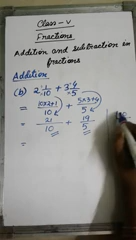 Class - V
Fractions
Addition and subtraction on
fractions
Addition
(b) 2 1/10 + 3 4/5
= (10×2+1)/10 + (5×3+4)/5
= 21/10 + 19/5
=